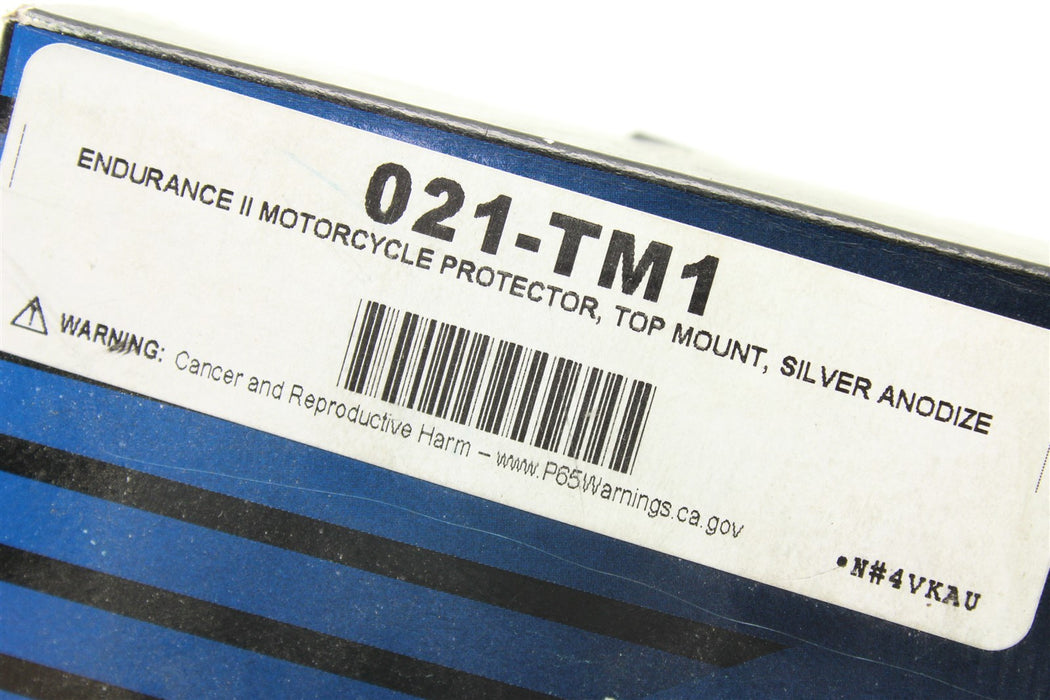 021-TM1
ENDURANCE II MOTORCYCLE PROTECTOR, TOP MOUNT, SILVER ANODIZE
WARNING: Cancer and Reproductive Harm – www.P65Warnings.ca.gov
•N#4VKAU